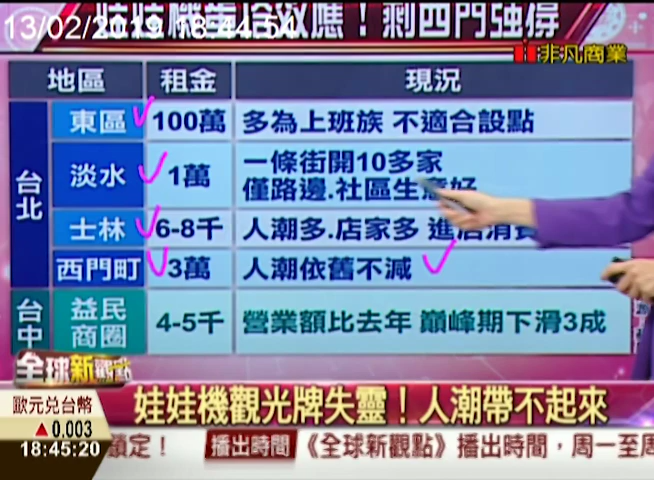 13/02/2019 18:44:54
效應！剩西門強撐
非凡商業
地區 租金 現況
台北
東區 100萬 多為上班族 不適合設點
淡水 1萬 一條街開10多家
僅路邊.社區生意好
士林 6-8千 人潮多.店家多 進店消費
西門町 3萬 人潮依舊不減
台中
益民商圈 4-5千 營業額比去年 巔峰期下滑3成
全球新觀點
娃娃機觀光牌失靈！人潮帶不起來
歐元兌台幣
▲0.003
18:45:20
鎖定！ 播出時間 《全球新觀點》播出時間，周一至周